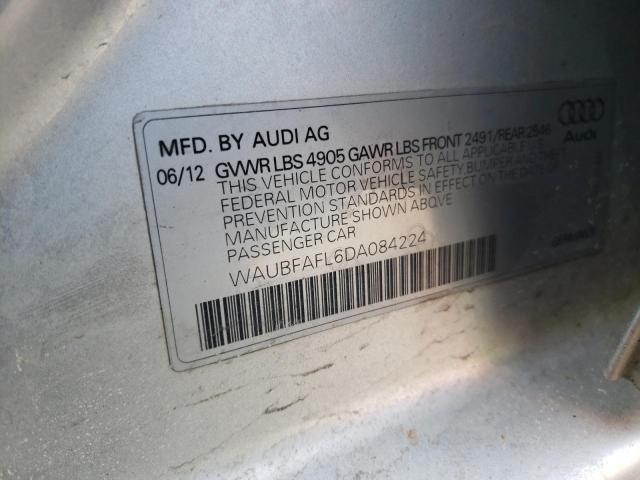 MFD. BY AUDI AG
Audi
06/12 GVWR LBS 4905 GAWR LBS FRONT 2491/REAR 2846
THIS VEHICLE CONFORMS TO ALL APPLICABLE U.S.
FEDERAL MOTOR VEHICLE SAFETY, BUMPER AND THEFT
PREVENTION STANDARDS IN EFFECT ON THE DATE OF
MANUFACTURE SHOWN ABOVE
PASSENGER CAR
WAUBFAFL6DA084224